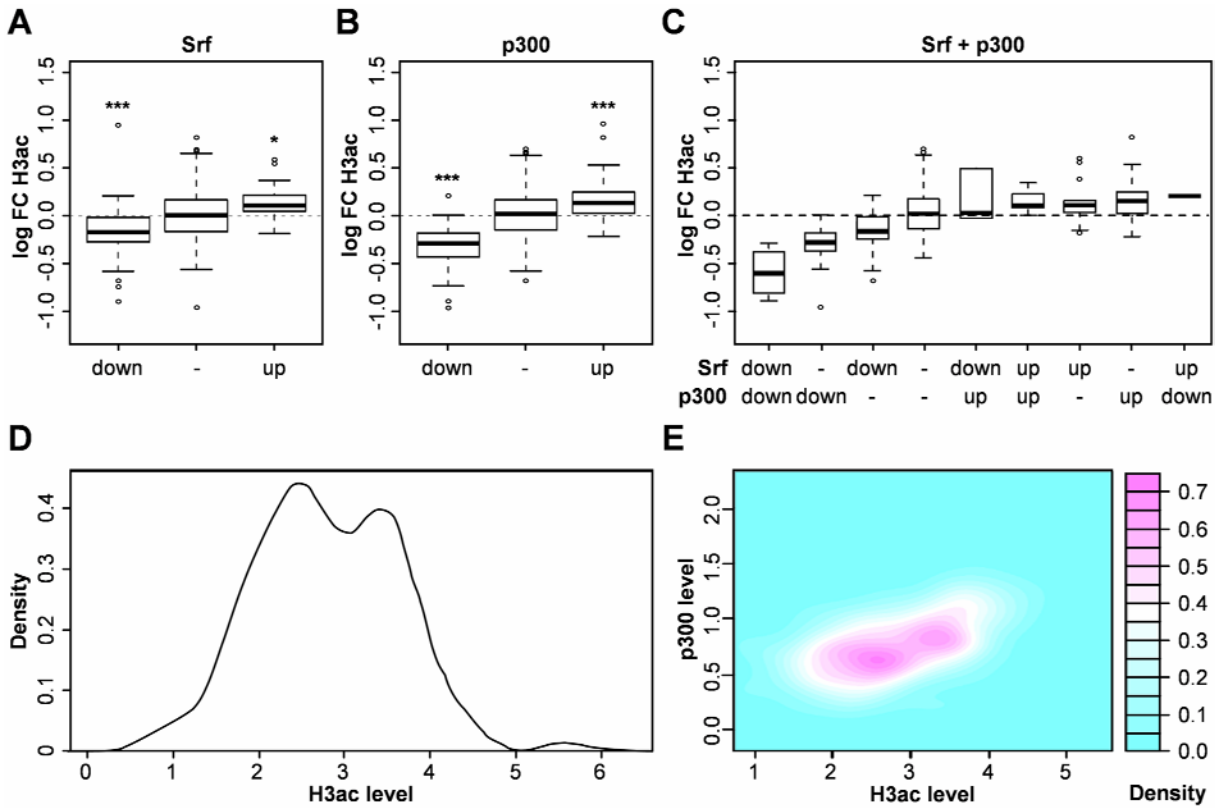 A
Srf
log FC H3ac
1.5
1.0
0.5
0.0
-0.5
-1.0
***
*
down - up
B
p300
log FC H3ac
1.5
1.0
0.5
0.0
-0.5
-1.0
***
***
down - up
C
Srf + p300
log FC H3ac
1.5
1.0
0.5
0.0
-0.5
-1.0
Srf down - down - down up up - up
p300 down down - - up up - up down
D
Density
0.4
0.3
0.2
0.1
0
0 1 2 3 4 5 6
H3ac level
E
p300 level
2.0
1.5
1.0
0.5
0.0
1 2 3 4 5
H3ac level
0.7
0.6
0.5
0.4
0.3
0.2
0.1
0.0
Density